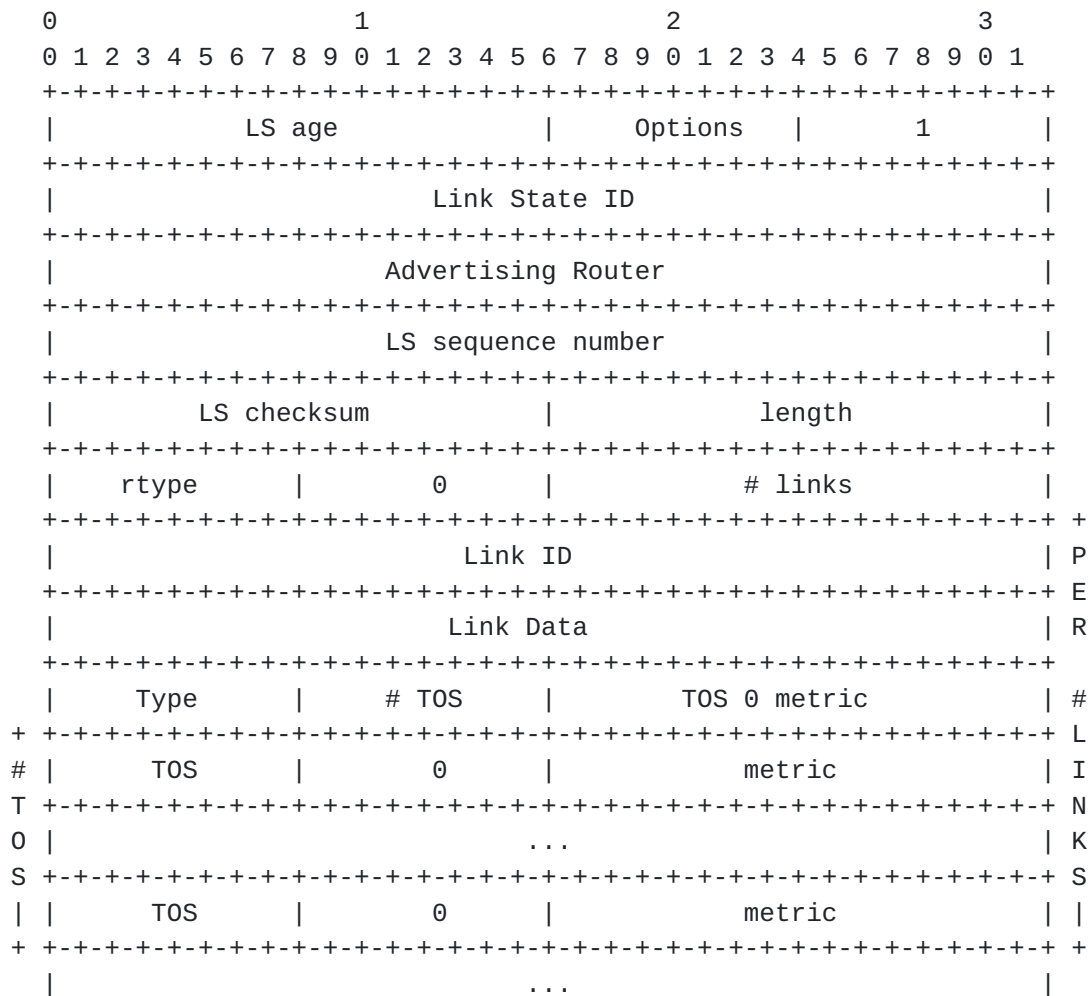 0                   1                   2                   3
    0 1 2 3 4 5 6 7 8 9 0 1 2 3 4 5 6 7 8 9 0 1 2 3 4 5 6 7 8 9 0 1
    +-+-+-+-+-+-+-+-+-+-+-+-+-+-+-+-+-+-+-+-+-+-+-+-+-+-+-+-+-+-+-+-+
    |            LS age             |     Options   |       1       |
    +-+-+-+-+-+-+-+-+-+-+-+-+-+-+-+-+-+-+-+-+-+-+-+-+-+-+-+-+-+-+-+-+
    |                        Link State ID                          |
    +-+-+-+-+-+-+-+-+-+-+-+-+-+-+-+-+-+-+-+-+-+-+-+-+-+-+-+-+-+-+-+-+
    |                     Advertising Router                        |
    +-+-+-+-+-+-+-+-+-+-+-+-+-+-+-+-+-+-+-+-+-+-+-+-+-+-+-+-+-+-+-+-+
    |                     LS sequence number                        |
    +-+-+-+-+-+-+-+-+-+-+-+-+-+-+-+-+-+-+-+-+-+-+-+-+-+-+-+-+-+-+-+-+
    |         LS checksum           |             length            |
    +-+-+-+-+-+-+-+-+-+-+-+-+-+-+-+-+-+-+-+-+-+-+-+-+-+-+-+-+-+-+-+-+
    |    rtype      |        0      |            # links            |
    +-+-+-+-+-+-+-+-+-+-+-+-+-+-+-+-+-+-+-+-+-+-+-+-+-+-+-+-+-+-+-+-+ +
    |                          Link ID                              | P
    +-+-+-+-+-+-+-+-+-+-+-+-+-+-+-+-+-+-+-+-+-+-+-+-+-+-+-+-+-+-+-+-+ E
    |                         Link Data                             | R
    +-+-+-+-+-+-+-+-+-+-+-+-+-+-+-+-+-+-+-+-+-+-+-+-+-+-+-+-+-+-+-+-+
    |     Type      |     # TOS     |        TOS 0 metric           | #
  + +-+-+-+-+-+-+-+-+-+-+-+-+-+-+-+-+-+-+-+-+-+-+-+-+-+-+-+-+-+-+-+-+ L
  # |      TOS      |        0      |            metric             | I
  T +-+-+-+-+-+-+-+-+-+-+-+-+-+-+-+-+-+-+-+-+-+-+-+-+-+-+-+-+-+-+-+-+ N
  O |                              ...                              | K
  S +-+-+-+-+-+-+-+-+-+-+-+-+-+-+-+-+-+-+-+-+-+-+-+-+-+-+-+-+-+-+-+-+ S
  | |      TOS      |        0      |            metric             | |
  + +-+-+-+-+-+-+-+-+-+-+-+-+-+-+-+-+-+-+-+-+-+-+-+-+-+-+-+-+-+-+-+-+ +
    |                              ...                              |